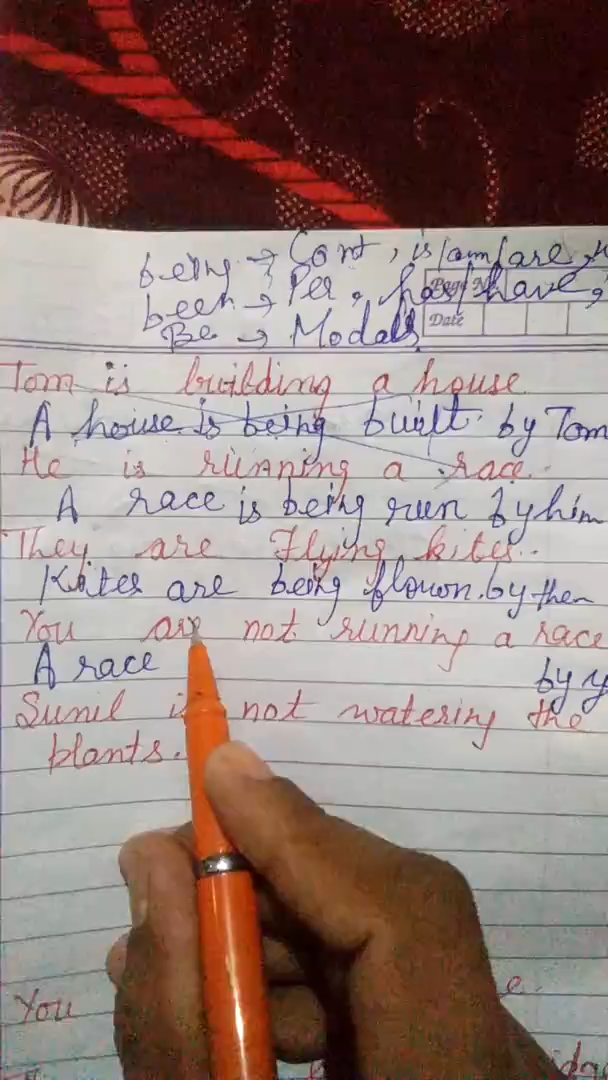 being → Cont, is/am/are,
Page No.
been → Per, has/have,
Date
Be → Modals
Tom is building a house
A house is being built by Tom
He is running a race.
A race is being run by him
They are Flying kites.
Kites are being flown by them
You are not running a race
A race by y
Sunil is not watering the
plants.
You